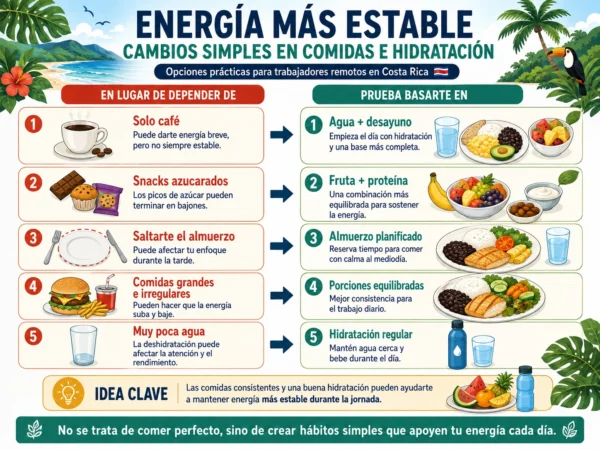 ENERGÍA MÁS ESTABLE
CAMBIOS SIMPLES EN COMIDAS E HIDRATACIÓN
Opciones prácticas para trabajadores remotos en Costa Rica
EN LUGAR DE DEPENDER DE
PRUEBA BASARTE EN
1
Solo café
Puede darte energía breve,
pero no siempre estable.
1
Agua + desayuno
Empieza el día con hidratación
y una base más completa.
2
Snacks azucarados
Los picos de azúcar pueden
terminar en bajones.
2
Fruta + proteína
Una combinación más
equilibrada para sostener
la energía.
3
Saltarte el almuerzo
Puede afectar tu enfoque
durante la tarde.
3
Almuerzo planificado
Reserva tiempo para comer
con calma al mediodía.
4
Comidas grandes
e irregulares
Pueden hacer que la energía
suba y baje.
4
Porciones equilibradas
Mejor consistencia para
el trabajo diario.
5
Muy poca agua
La deshidratación puede
afectar la atención y el
rendimiento.
5
Hidratación regular
Mantén agua cerca y
bebe durante el día.
IDEA CLAVE
Las comidas consistentes y una buena hidratación pueden ayudarte
a mantener energía más estable durante la jornada.
No se trata de comer perfecto, sino de crear hábitos simples que apoyen tu energía cada día.